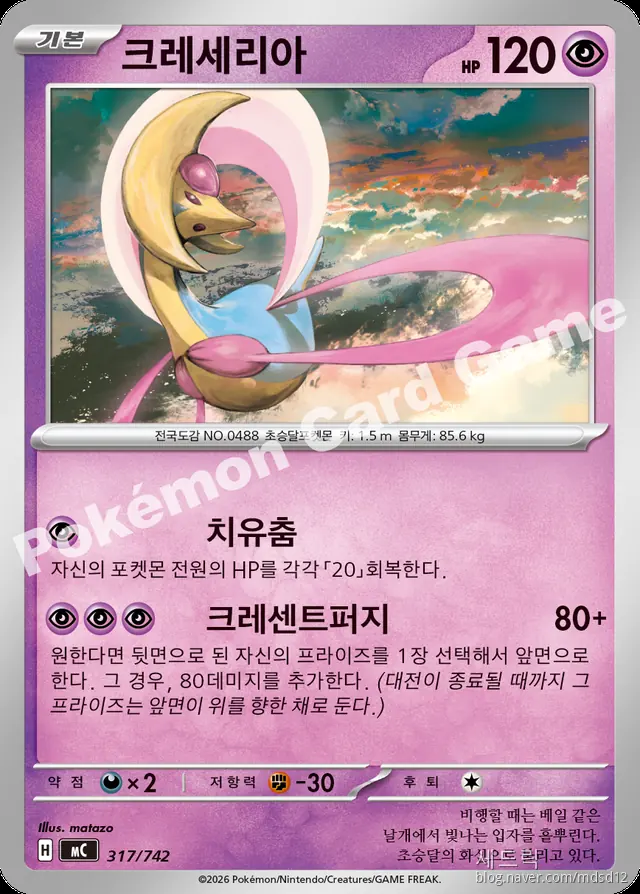 기본
크레세리아
HP 120
전국도감 NO.0488 초승달포켓몬 키: 1.5 m 몸무게: 85.6 kg
Pokémon Card Game
치유춤
자신의 포켓몬 전원의 HP를 각각「20」회복한다.
크레센트퍼지 80+
원한다면 뒷면으로 된 자신의 프라이즈를 1장 선택해서 앞면으로
한다. 그 경우, 80데미지를 추가한다. (대전이 종료될 때까지 그
프라이즈는 앞면이 위를 향한 채로 둔다.)
약점 ×2 저항력 -30 후퇴
Illus. matazo
H MC 317/742
비행할 때는 베일 같은
날개에서 빛나는 입자를 흩뿌린다.
초승달의 화신으로 불리고 있다.
세트럭
blog.naver.com/mdsd12
©2026 Pokémon/Nintendo/Creatures/GAME FREAK.